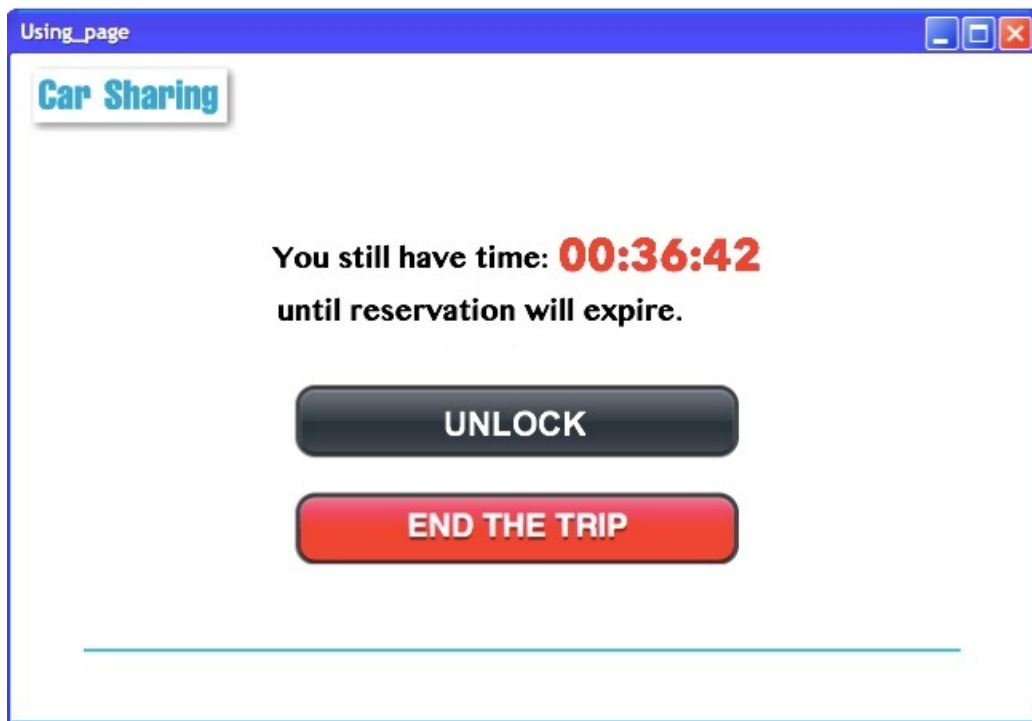 Using_page
Car Sharing
You still have time: 00:36:42
until reservation will expire.
UNLOCK
END THE TRIP